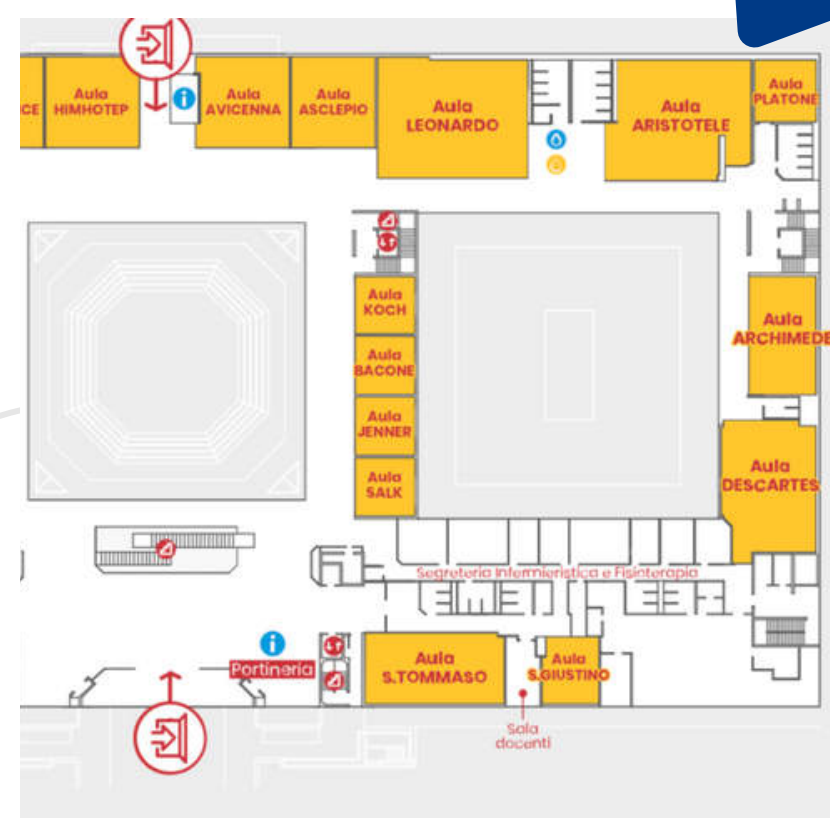 CE
Aula
HIMHOTEP
Aula
AVICENNA
Aula
ASCLEPIO
Aula
LEONARDO
Aula
ARISTOTELE
Aula
PLATONE
Aula
KOCH
Aula
BACONE
Aula
JENNER
Aula
SALK
Aula
ARCHIMEDE
Aula
DESCARTES
Segreteria Infermieristica e Fisinterapia
Portineria
Aula
S.TOMMASO
Aula
S.GIUSTINO
Sala
docenti